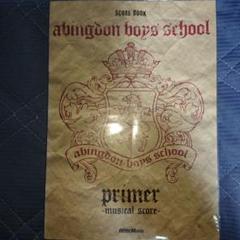 SCORE BOOK
abingdon boys school
abingdon boys school
primer
-musical score-